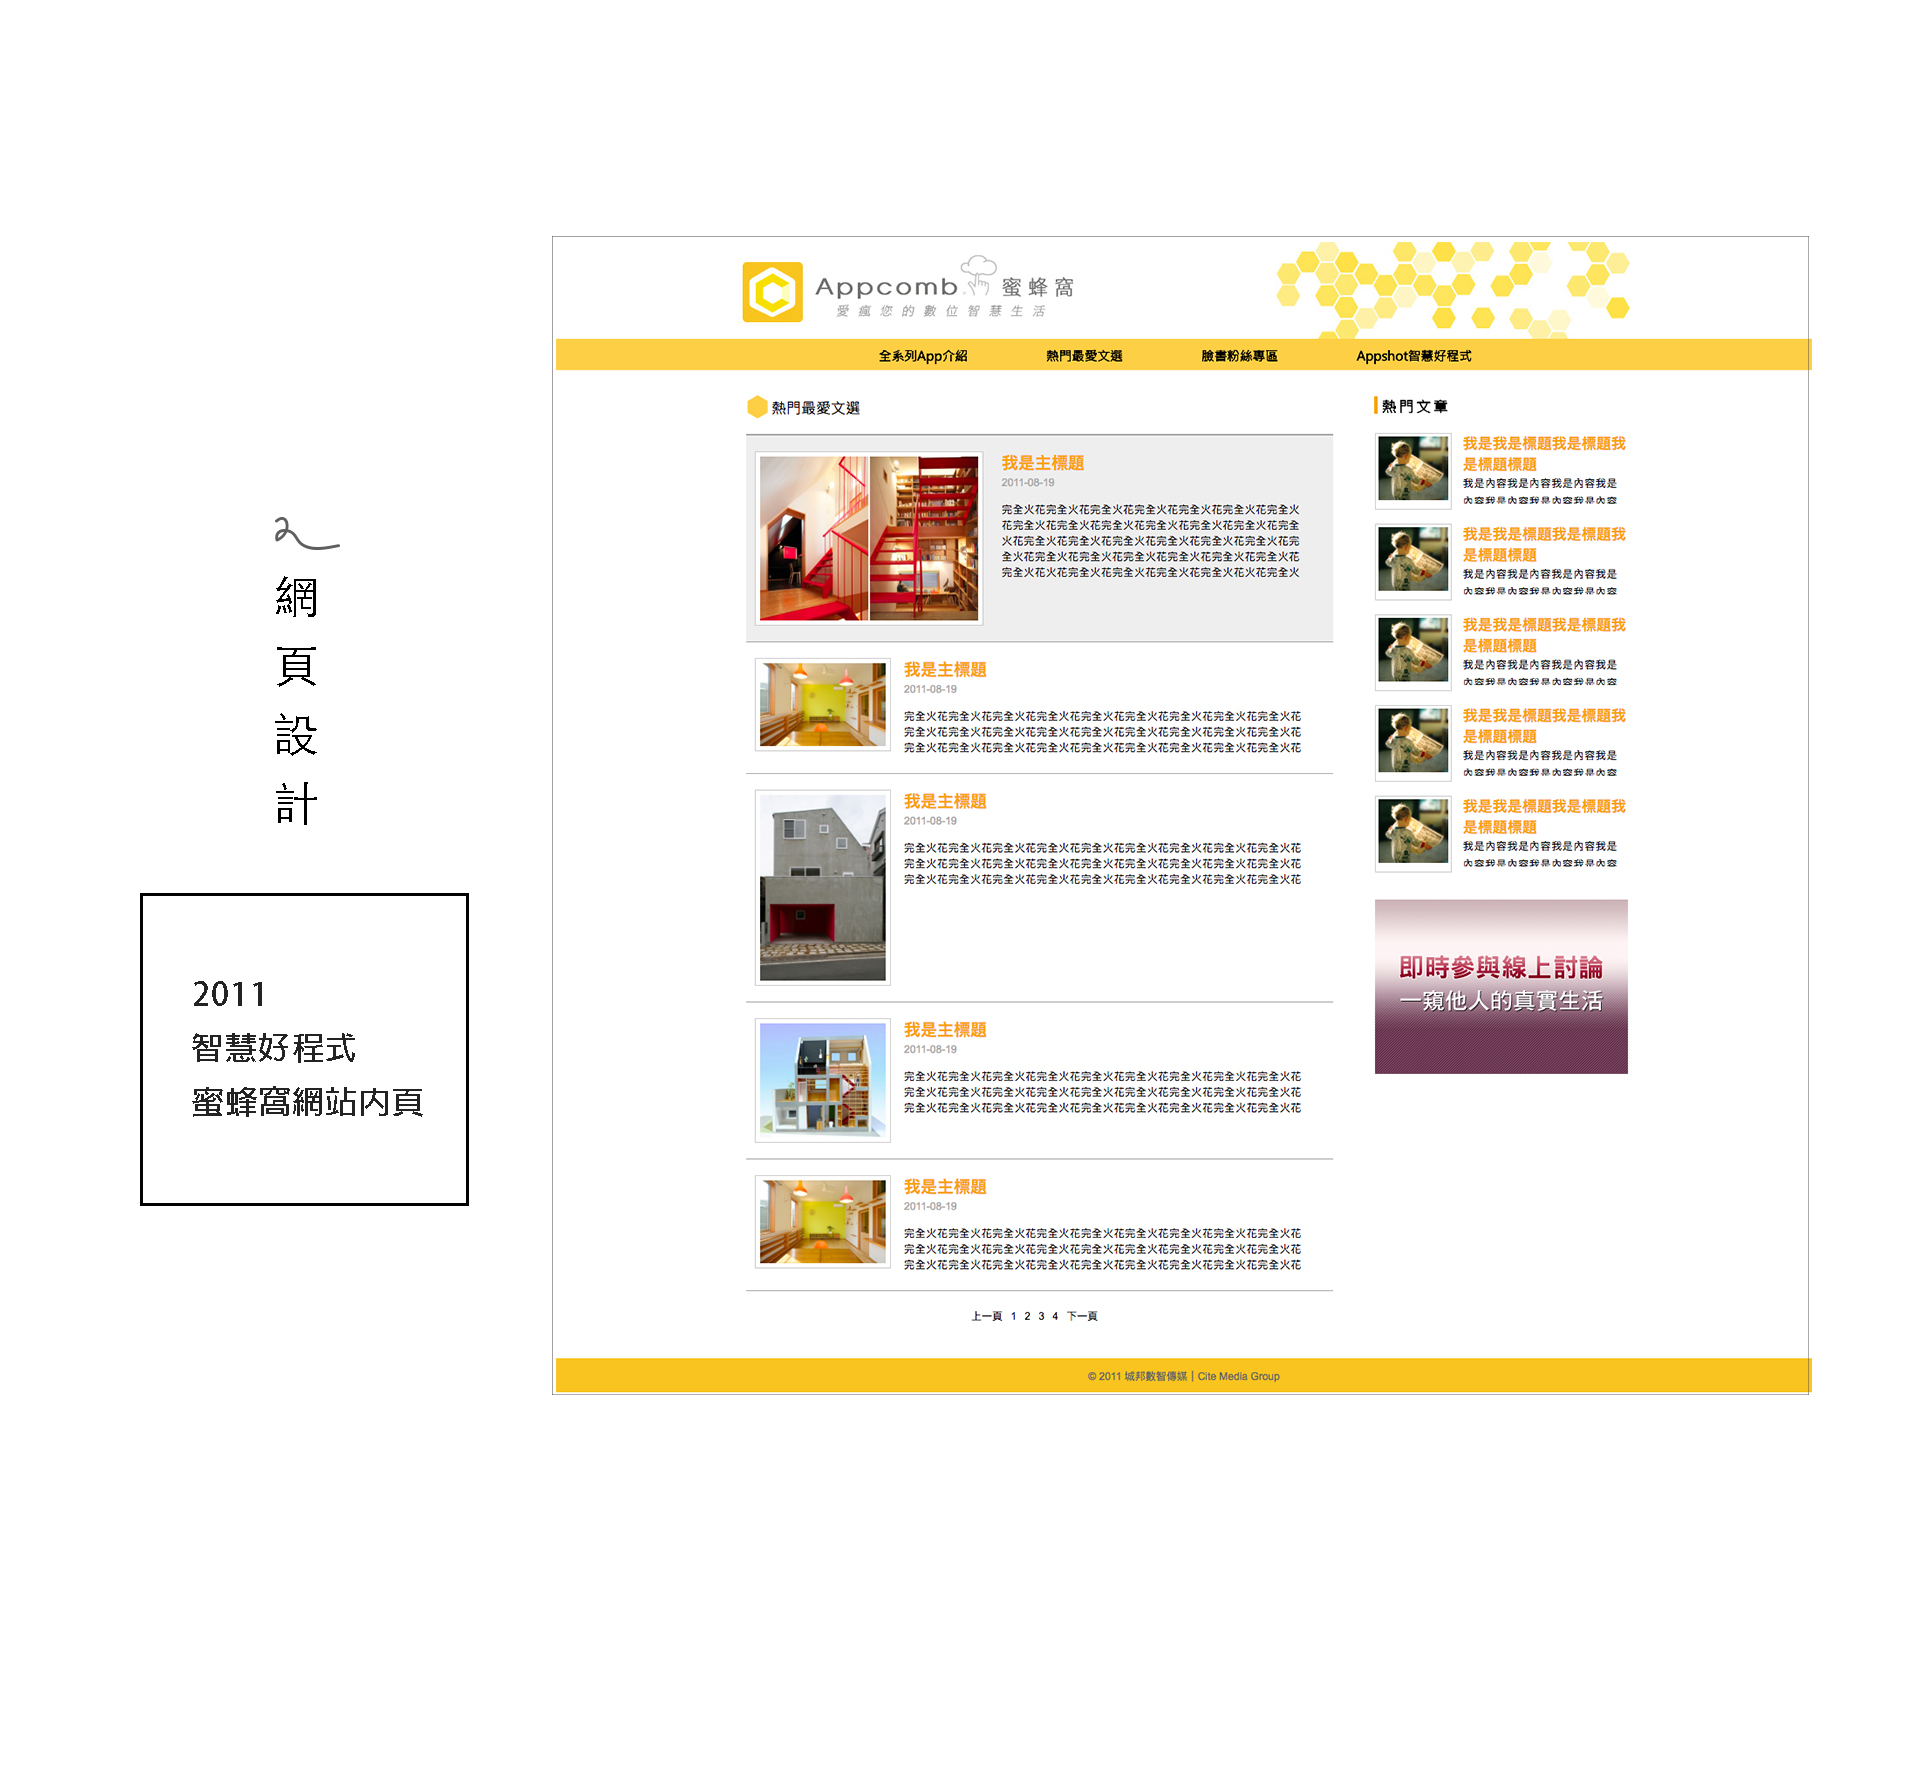 網
頁
設
計
2011
智慧好程式
蜜蜂窩網站內頁
Appcomb 蜜蜂窩
愛瘋您的數位智慧生活
全系列App介紹 熱門最愛文選 臉書粉絲專區 Appshot智慧好程式
熱門最愛文選
我是主標題
2011-08-19
完全火花完全火花完全火花完全火花完全火花完全火花完全火
花完全火花完全火花完全火花完全火花完全火花完全火花完全
火花完全火花完全火花完全火花完全火花完全火花完全火花完
全火花完全火花完全火花完全火花完全火花完全火花完全火花
完全火花火花完全火花完全火花完全火花完全火花火花完全火
我是主標題
2011-08-19
完全火花完全火花完全火花完全火花完全火花完全火花完全火花完全火花完全火花
完全火花完全火花完全火花完全火花完全火花完全火花完全火花完全火花完全火花
完全火花完全火花完全火花完全火花完全火花完全火花完全火花完全火花完全火花
我是主標題
2011-08-19
完全火花完全火花完全火花完全火花完全火花完全火花完全火花完全火花完全火花
完全火花完全火花完全火花完全火花完全火花完全火花完全火花完全火花完全火花
完全火花完全火花完全火花完全火花完全火花完全火花完全火花完全火花完全火花
我是主標題
2011-08-19
完全火花完全火花完全火花完全火花完全火花完全火花完全火花完全火花完全火花
完全火花完全火花完全火花完全火花完全火花完全火花完全火花完全火花完全火花
完全火花完全火花完全火花完全火花完全火花完全火花完全火花完全火花完全火花
我是主標題
2011-08-19
完全火花完全火花完全火花完全火花完全火花完全火花完全火花完全火花完全火花
完全火花完全火花完全火花完全火花完全火花完全火花完全火花完全火花完全火花
完全火花完全火花完全火花完全火花完全火花完全火花完全火花完全火花完全火花
上一頁 1 2 3 4 下一頁
熱門文章
我是我是標題我是標題我
是標題標題
我是內容我是內容我是內容我是
內容我是內容我是內容我是內容
我是我是標題我是標題我
是標題標題
我是內容我是內容我是內容我是
內容我是內容我是內容我是內容
我是我是標題我是標題我
是標題標題
我是內容我是內容我是內容我是
內容我是內容我是內容我是內容
我是我是標題我是標題我
是標題標題
我是內容我是內容我是內容我是
內容我是內容我是內容我是內容
我是我是標題我是標題我
是標題標題
我是內容我是內容我是內容我是
內容我是內容我是內容我是內容
即時參與線上討論
一窺他人的真實生活
© 2011 城邦數智傳媒 | Cite Media Group